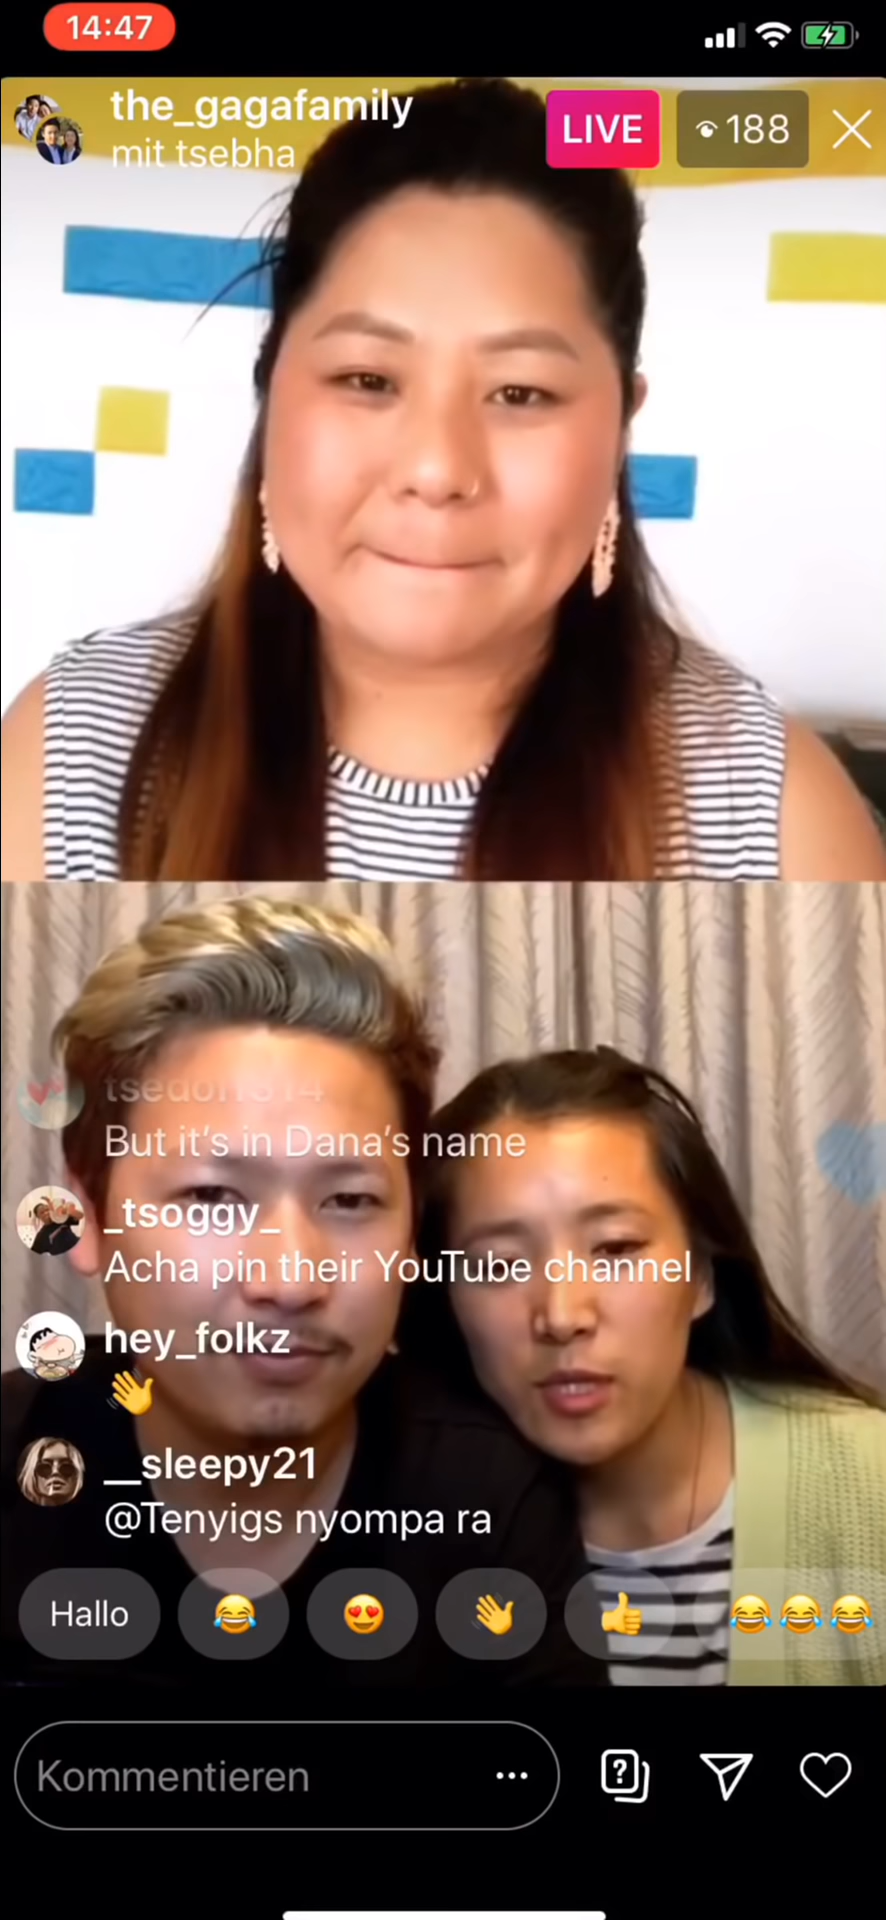 14:47
the_gagafamily
mit tsebha
LIVE
188
But it's in Dana's name
_tsoggy_
Acha pin their YouTube channel
hey_folkz
__sleepy21
@Tenyigs nyompa ra
Hallo
Kommentieren